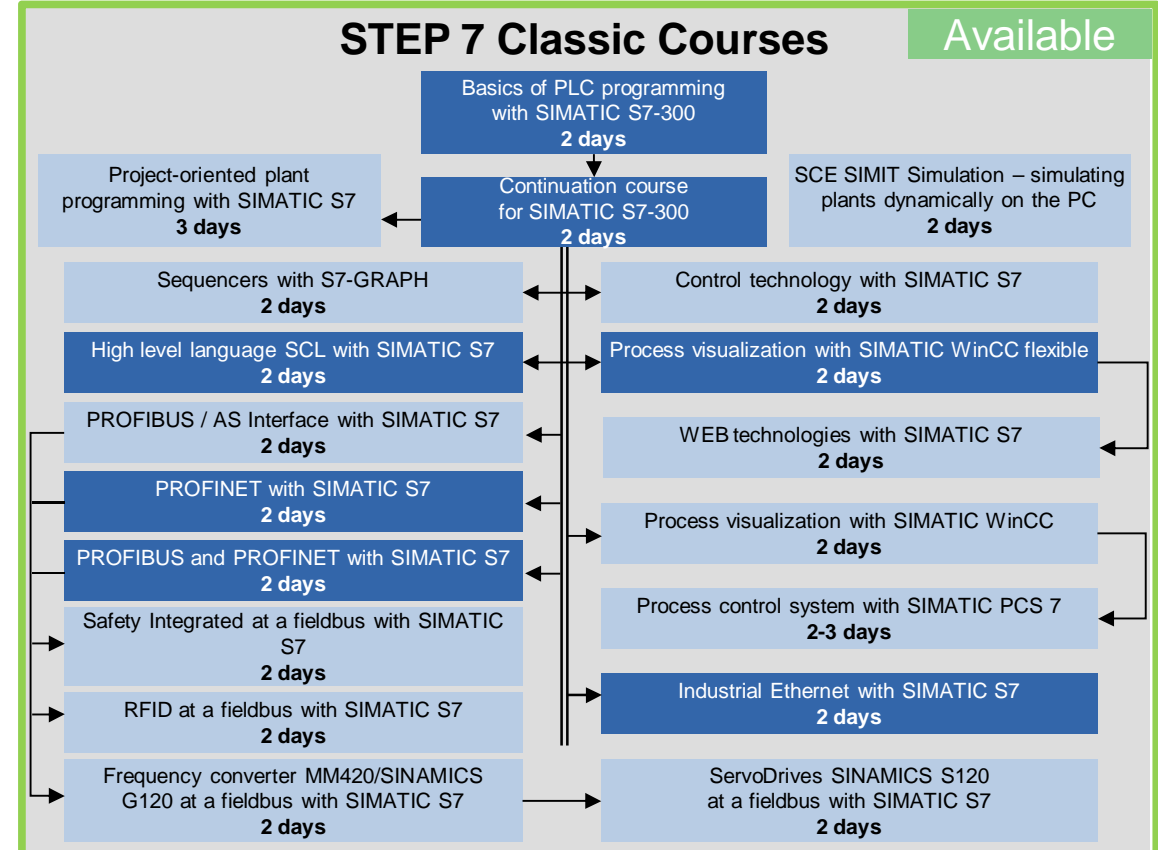 STEP 7 Classic Courses
Available
Basics of PLC programming
with SIMATIC S7-300
2 days
Project-oriented plant
programming with SIMATIC S7
3 days
Continuation course
for SIMATIC S7-300
2 days
SCE SIMIT Simulation – simulating
plants dynamically on the PC
2 days
Sequencers with S7-GRAPH
2 days
Control technology with SIMATIC S7
2 days
High level language SCL with SIMATIC S7
2 days
Process visualization with SIMATIC WinCC flexible
2 days
PROFIBUS / AS Interface with SIMATIC S7
2 days
WEB technologies with SIMATIC S7
2 days
PROFINET with SIMATIC S7
2 days
Process visualization with SIMATIC WinCC
2 days
PROFIBUS and PROFINET with SIMATIC S7
2 days
Process control system with SIMATIC PCS 7
2-3 days
Safety Integrated at a fieldbus with SIMATIC
S7
2 days
Industrial Ethernet with SIMATIC S7
2 days
RFID at a fieldbus with SIMATIC S7
2 days
Frequency converter MM420/SINAMICS
G120 at a fieldbus with SIMATIC S7
2 days
ServoDrives SINAMICS S120
at a fieldbus with SIMATIC S7
2 days